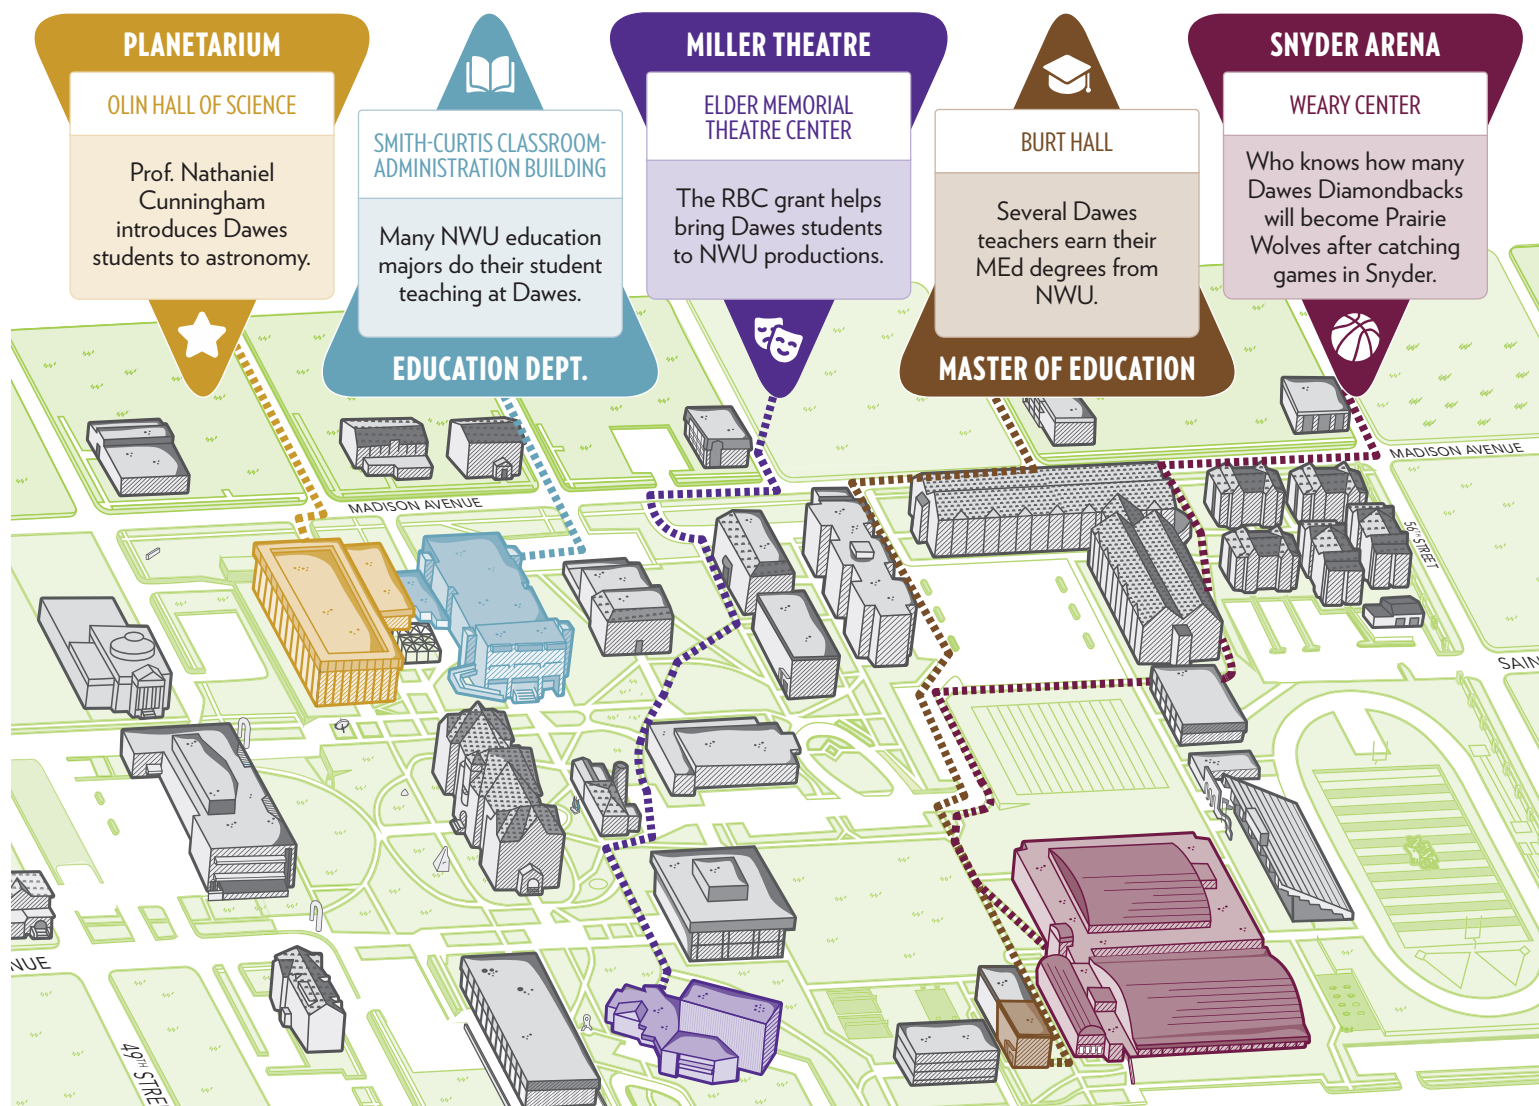 PLANETARIUM
OLIN HALL OF SCIENCE
Prof. Nathaniel
Cunningham
introduces Dawes
students to astronomy.
SMITH-CURTIS CLASSROOM-
ADMINISTRATION BUILDING
Many NWU education
majors do their student
teaching at Dawes.
EDUCATION DEPT.
MILLER THEATRE
ELDER MEMORIAL
THEATRE CENTER
The RBC grant helps
bring Dawes students
to NWU productions.
BURT HALL
Several Dawes
teachers earn their
MEd degrees from
NWU.
MASTER OF EDUCATION
SNYDER ARENA
WEARY CENTER
Who knows how many
Dawes Diamondbacks
will become Prairie
Wolves after catching
games in Snyder.
MADISON AVENUE
MADISON AVENUE
56TH STREET
SAIN
NUE
49TH STREE